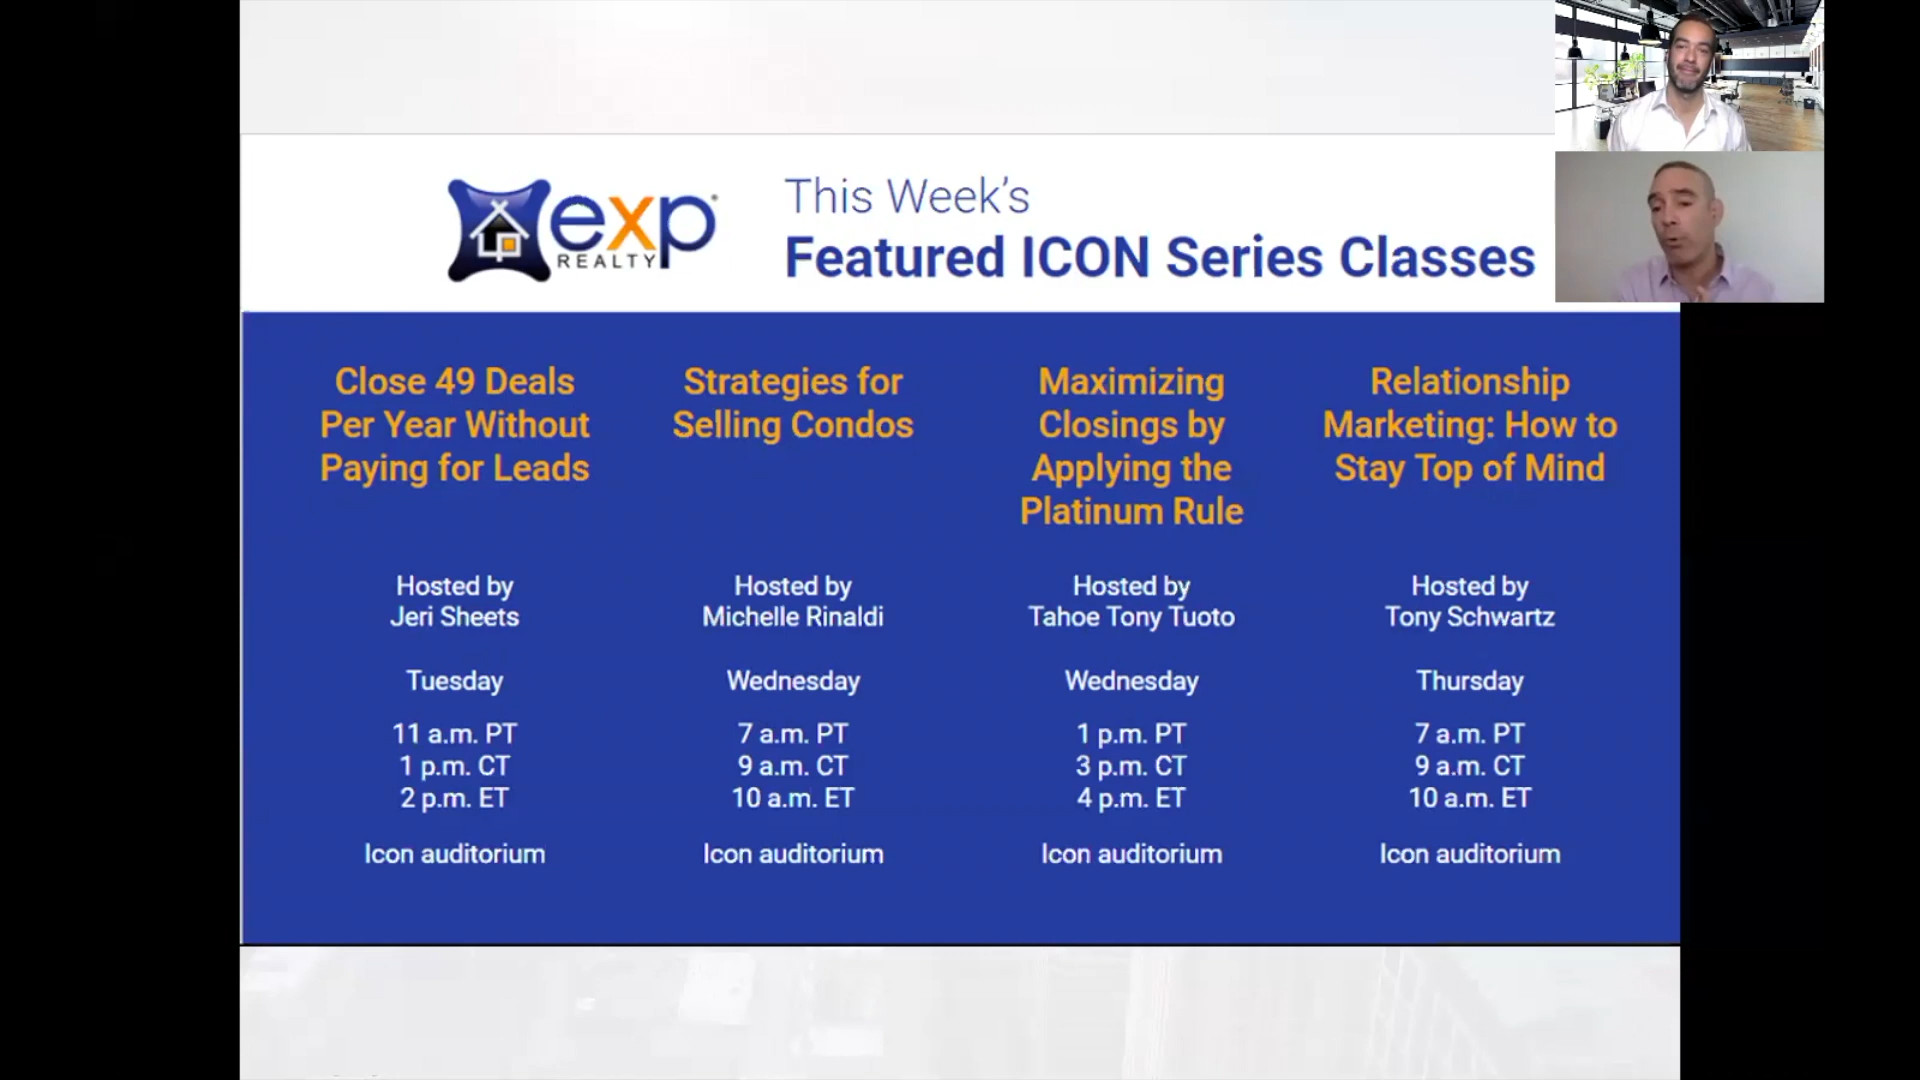 exp
REALTY
This Week's
Featured ICON Series Classes
Close 49 Deals
Per Year Without
Paying for Leads
Hosted by
Jeri Sheets
Tuesday
11 a.m. PT
1 p.m. CT
2 p.m. ET
Icon auditorium
Strategies for
Selling Condos
Hosted by
Michelle Rinaldi
Wednesday
7 a.m. PT
9 a.m. CT
10 a.m. ET
Icon auditorium
Maximizing
Closings by
Applying the
Platinum Rule
Hosted by
Tahoe Tony Tuoto
Wednesday
1 p.m. PT
3 p.m. CT
4 p.m. ET
Icon auditorium
Relationship
Marketing: How to
Stay Top of Mind
Hosted by
Tony Schwartz
Thursday
7 a.m. PT
9 a.m. CT
10 a.m. ET
Icon auditorium